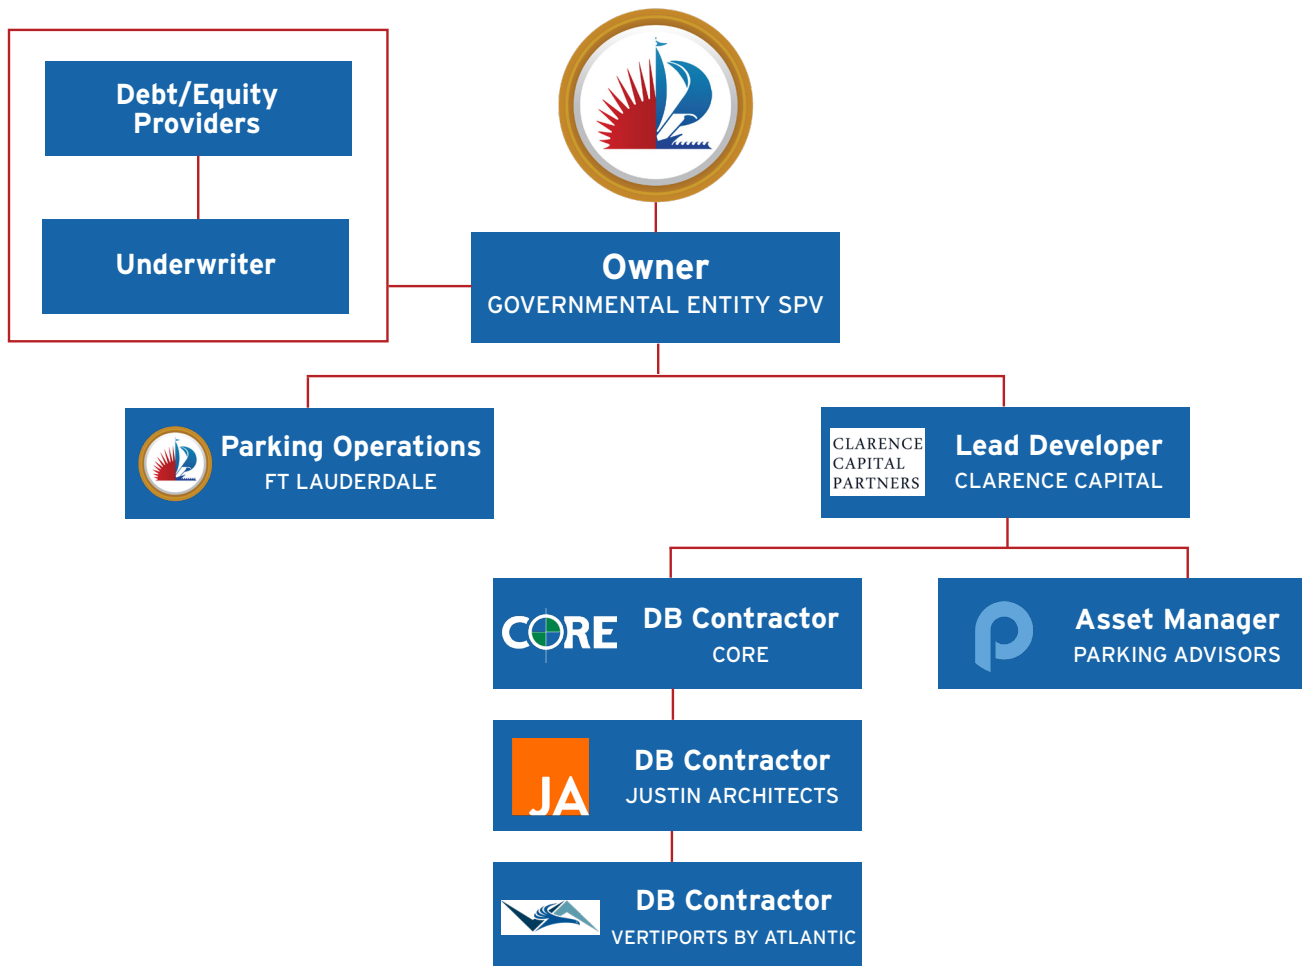 Debt/Equity
Providers
Underwriter
Owner
GOVERNMENTAL ENTITY SPV
Parking Operations
FT LAUDERDALE
CLARENCE
CAPITAL
PARTNERS
Lead Developer
CLARENCE CAPITAL
CORE
DB Contractor
CORE
Asset Manager
PARKING ADVISORS
JA
DB Contractor
JUSTIN ARCHITECTS
DB Contractor
VERTIPORTS BY ATLANTIC